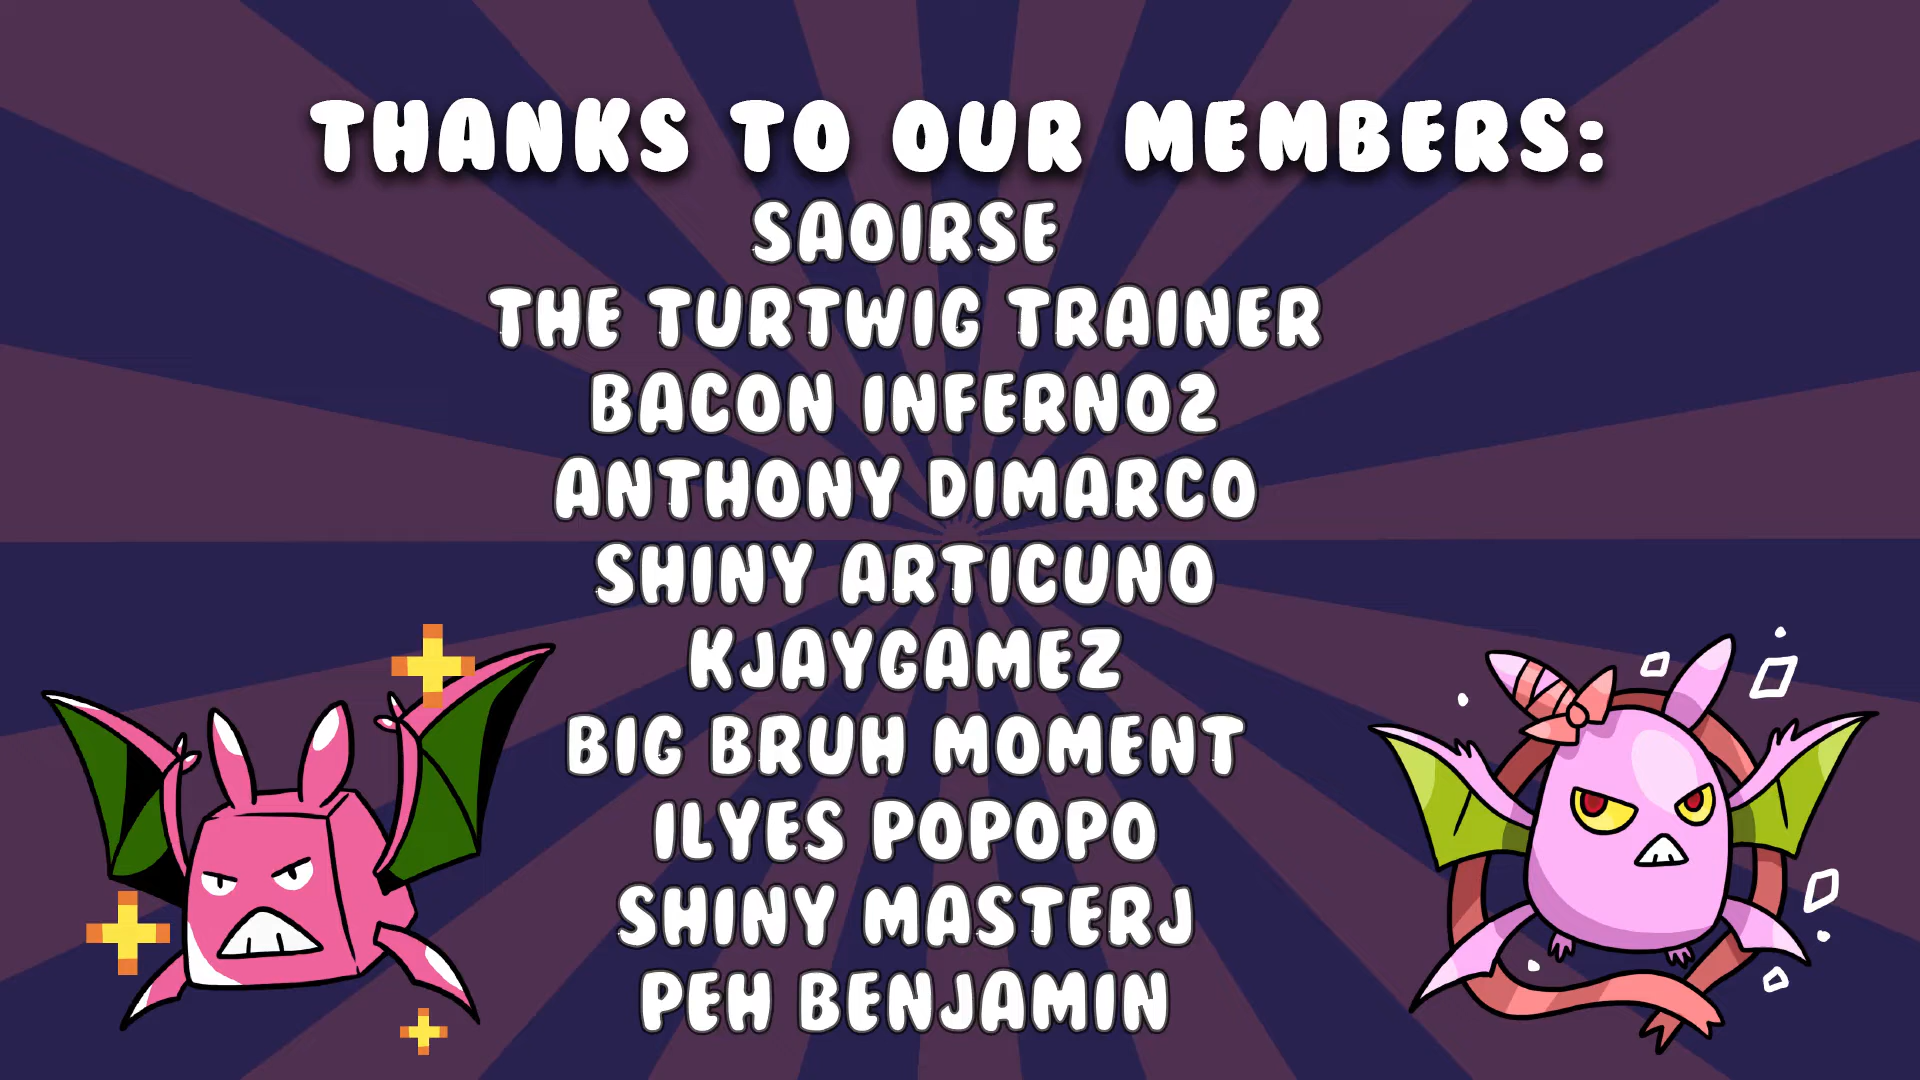 THANKS TO OUR MEMBERS:
SAOIRSE
THE TURTWIG TRAINER
BACON INFERNO2
ANTHONY DIMARCO
SHINY ARTICUNO
KJAYGAMEZ
BIG BRUH MOMENT
ILYES POPOPO
SHINY MASTERJ
PEH BENJAMIN